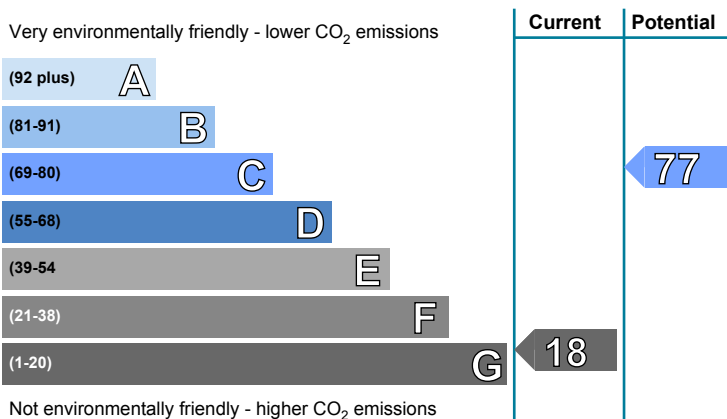 Current Potential
Very environmentally friendly - lower CO2 emissions
(92 plus) A
(81-91) B
(69-80) C 77
(55-68) D
(39-54 E
(21-38) F
(1-20) G 18
Not environmentally friendly - higher CO2 emissions